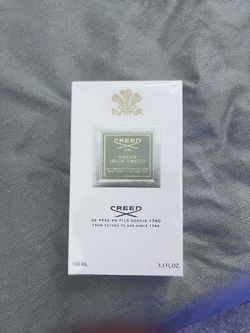 CREED
GREEN
IRISH TWEED
CREED
DE PÈRE EN FILS DEPUIS 1760
FROM FATHER TO SON SINCE 1760
100 ML
3.3 FL.OZ.